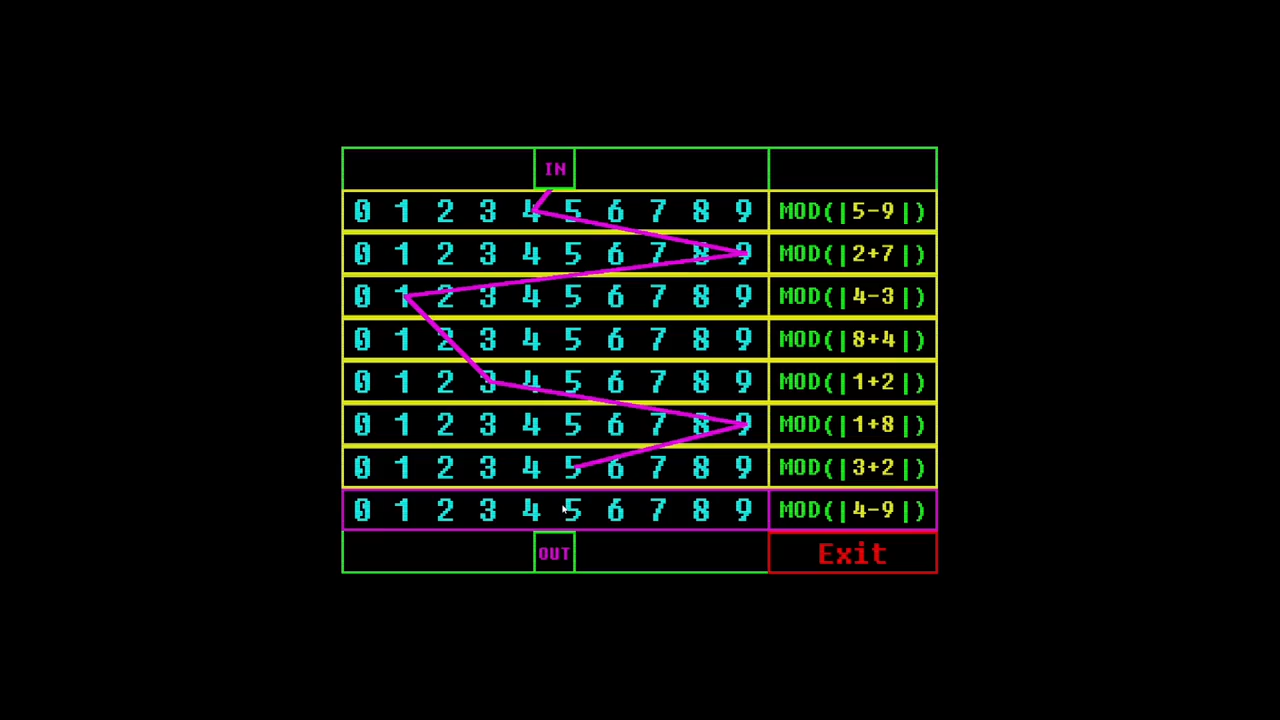 IN
0 1 2 3 4 5 6 7 8 9 MOD(|5-9|)
0 1 2 3 4 5 6 7 8 9 MOD(|2+7|)
0 1 2 3 4 5 6 7 8 9 MOD(|4-3|)
0 1 2 3 4 5 6 7 8 9 MOD(|8+4|)
0 1 2 3 4 5 6 7 8 9 MOD(|1+2|)
0 1 2 3 4 5 6 7 8 9 MOD(|1+8|)
0 1 2 3 4 5 6 7 8 9 MOD(|3+2|)
0 1 2 3 4 5 6 7 8 9 MOD(|4-9|)
OUT Exit